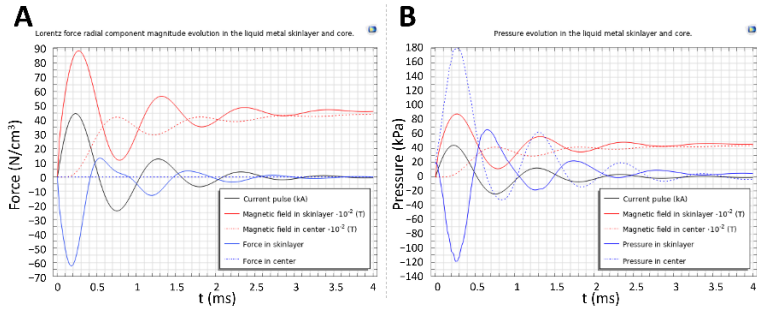 A
Lorentz force radial component magnitude evolution in the liquid metal skinlayer and core.
Force (N/cm³)
90
80
70
60
50
40
30
20
10
0
-10
-20
-30
-40
-50
-60
-70
0 0.5 1 1.5 2 2.5 3 3.5 4
t (ms)
Current pulse (kA)
Magnetic field in skinlayer ·10⁻² (T)
Magnetic field in center ·10⁻² (T)
Force in skinlayer
Force in center
B
Pressure evolution in the liquid metal skinlayer and core.
Pressure (kPa)
180
160
140
120
100
80
60
40
20
0
-20
-40
-60
-80
-100
-120
-140
0 0.5 1 1.5 2 2.5 3 3.5 4
t (ms)
Current pulse (kA)
Magnetic field in skinlayer ·10⁻² (T)
Magnetic field in center ·10⁻² (T)
Pressure in skinlayer
Pressure in center